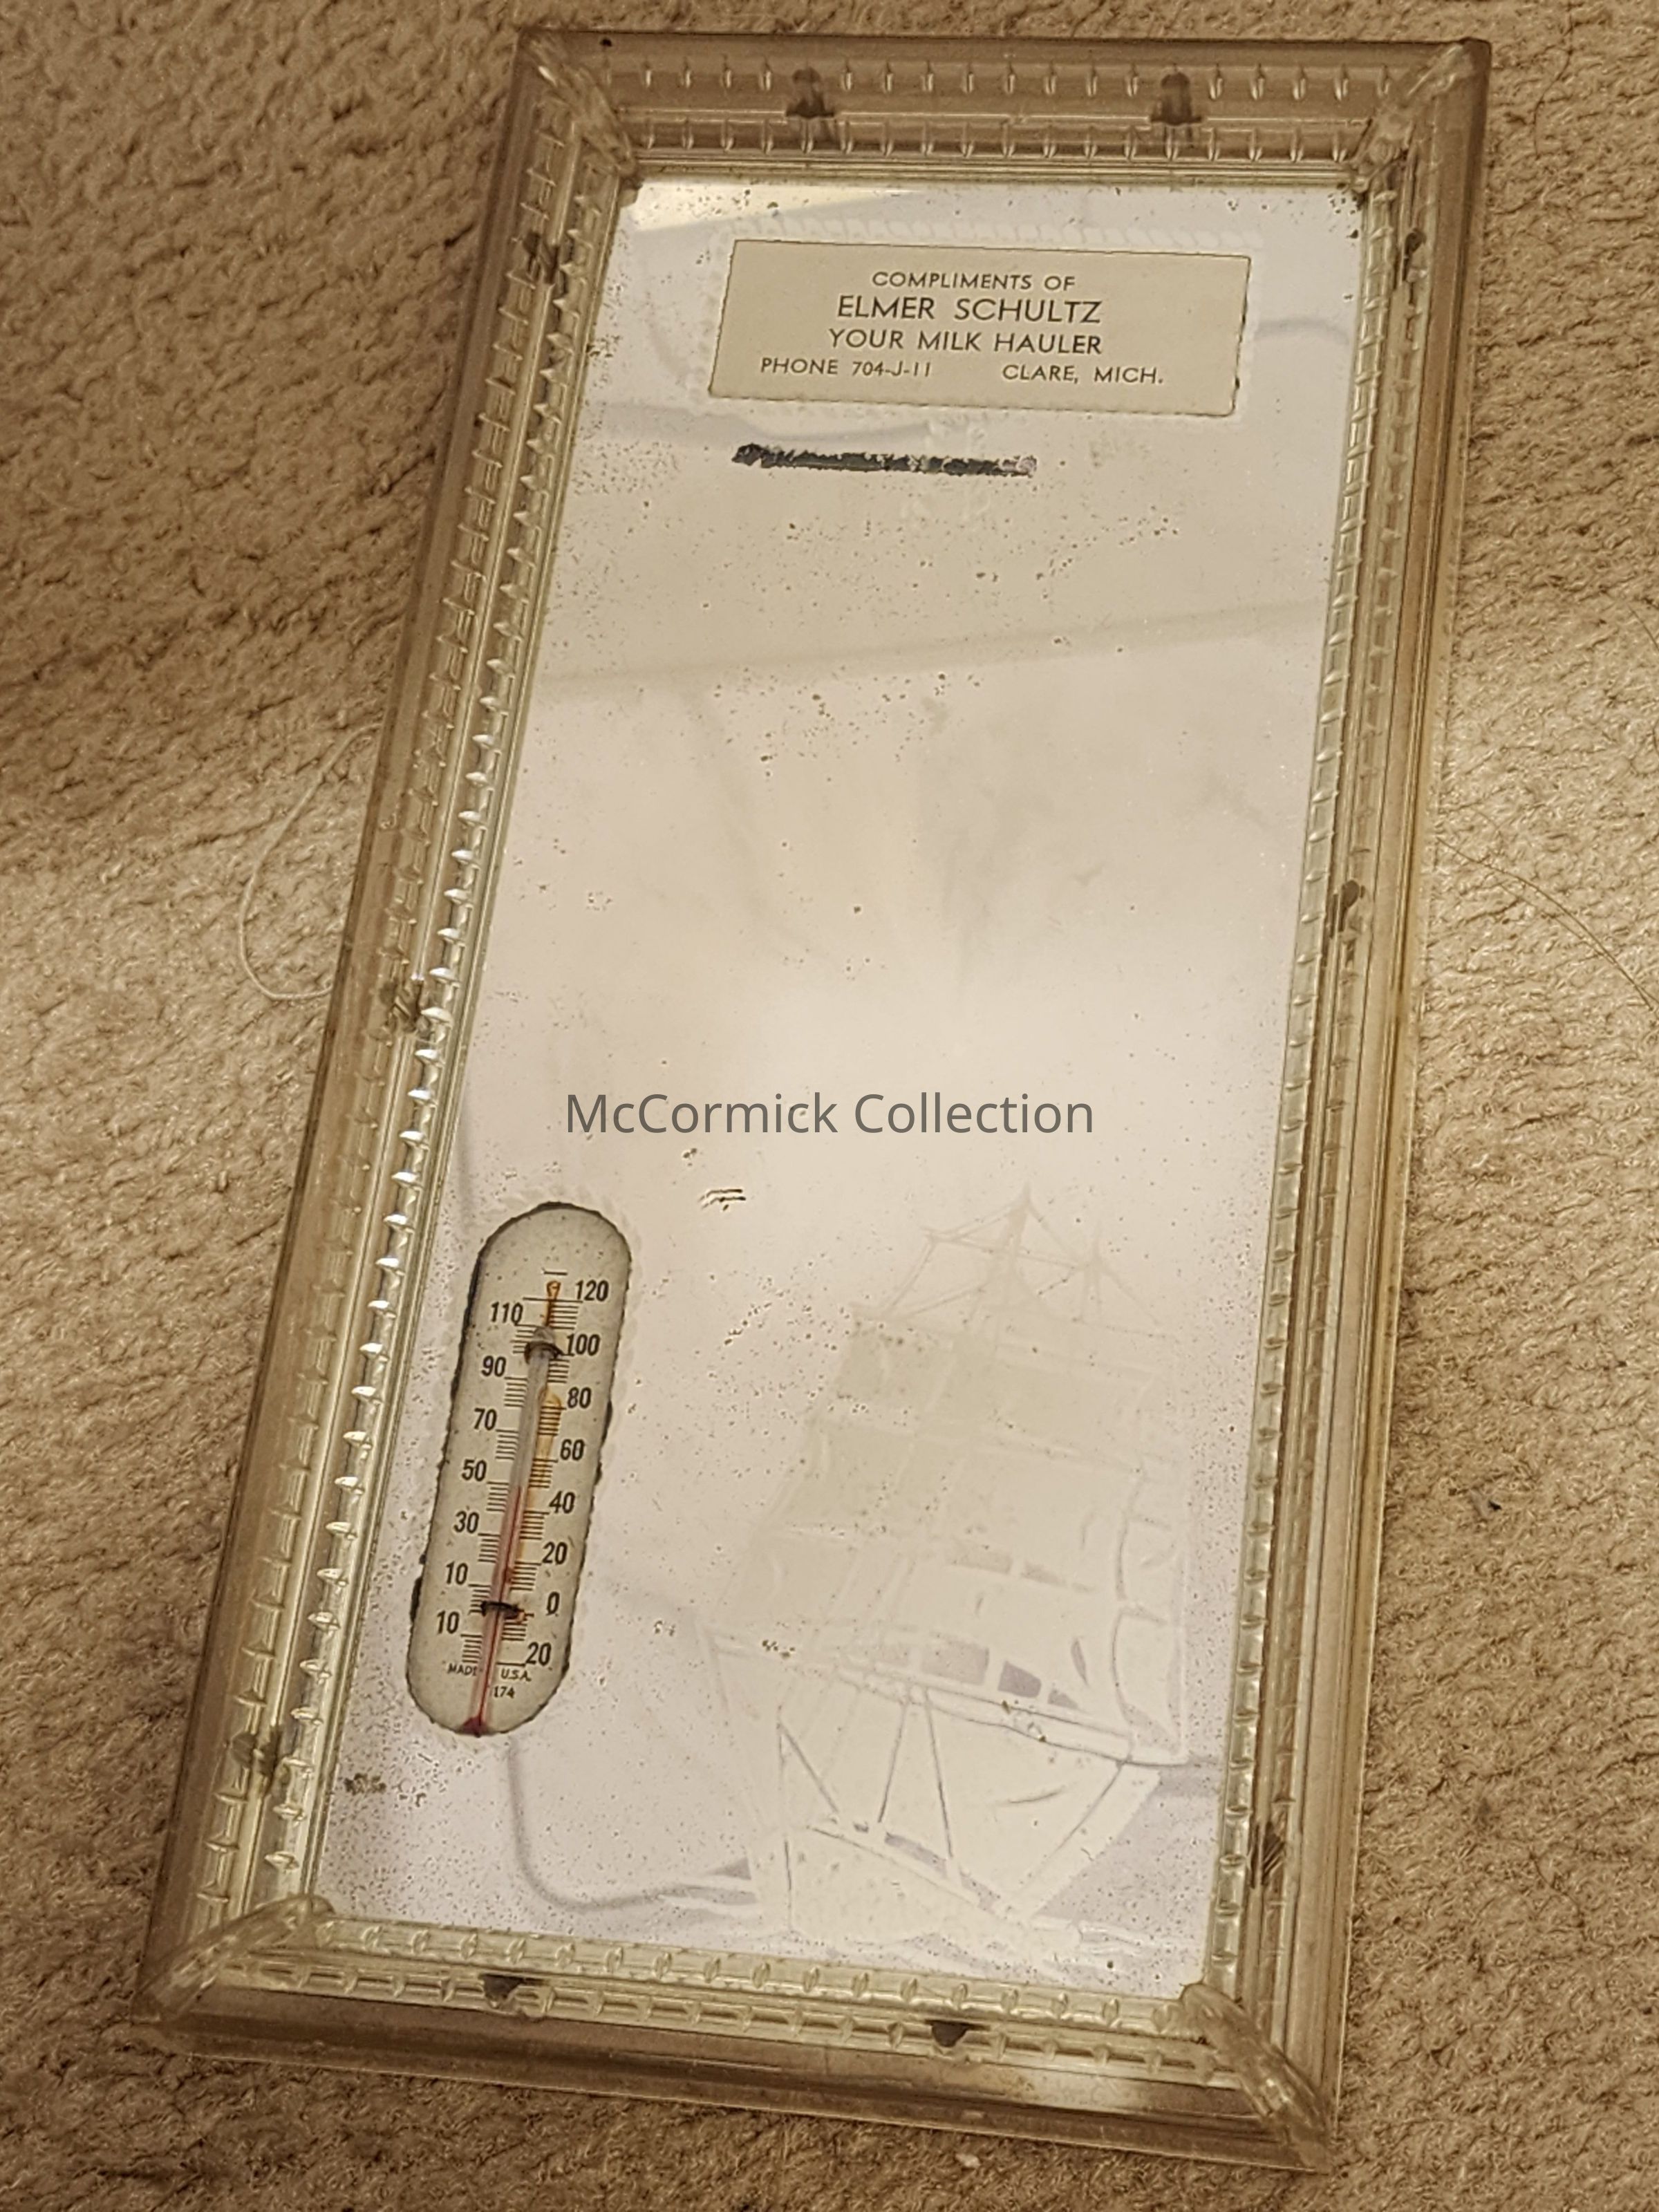 COMPLIMENTS OF
ELMER SCHULTZ
YOUR MILK HAULER
PHONE 704-J-11 CLARE, MICH.
McCormick Collection
120
110
100
90
80
70
60
50
40
30
20
10
0
10
20
MADE U.S.A.
174